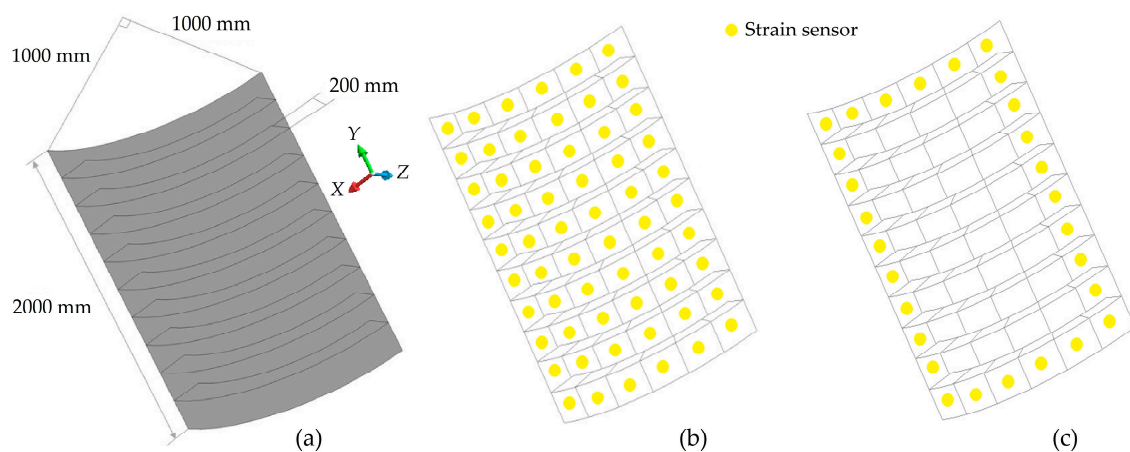 1000 mm
1000 mm
200 mm
Y
X
Z
2000 mm
Strain sensor
(a)
(b)
(c)